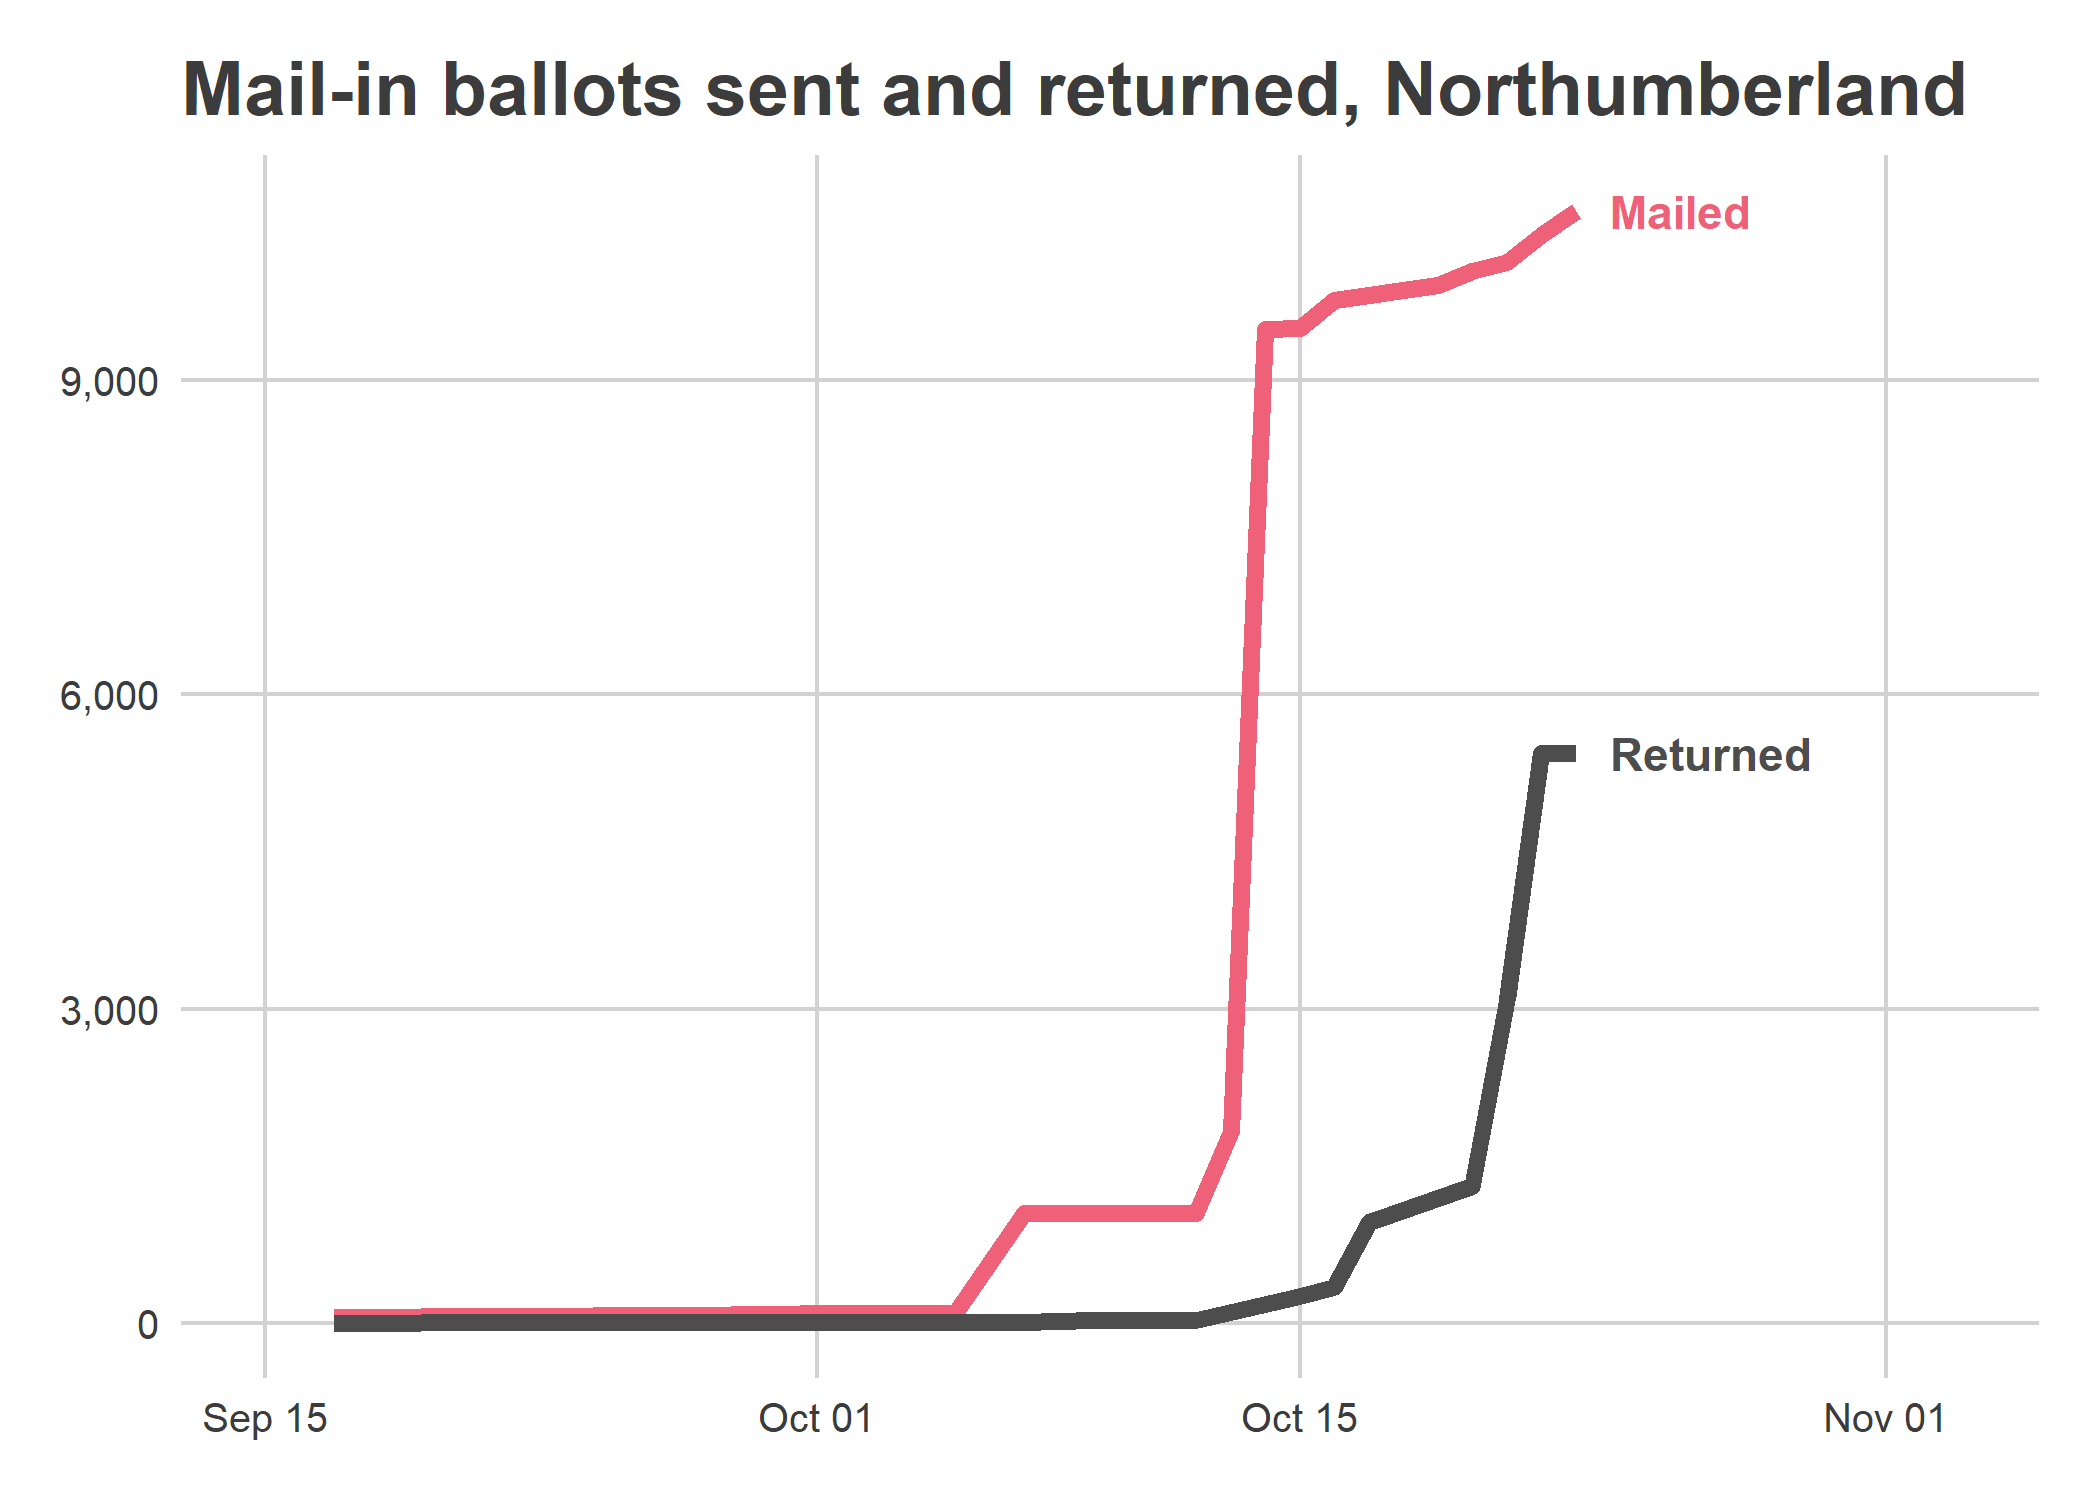 Mail-in ballots sent and returned, Northumberland
Mailed
9,000
6,000
Returned
3,000
0
Sep 15
Oct 01
Oct 15
Nov 01